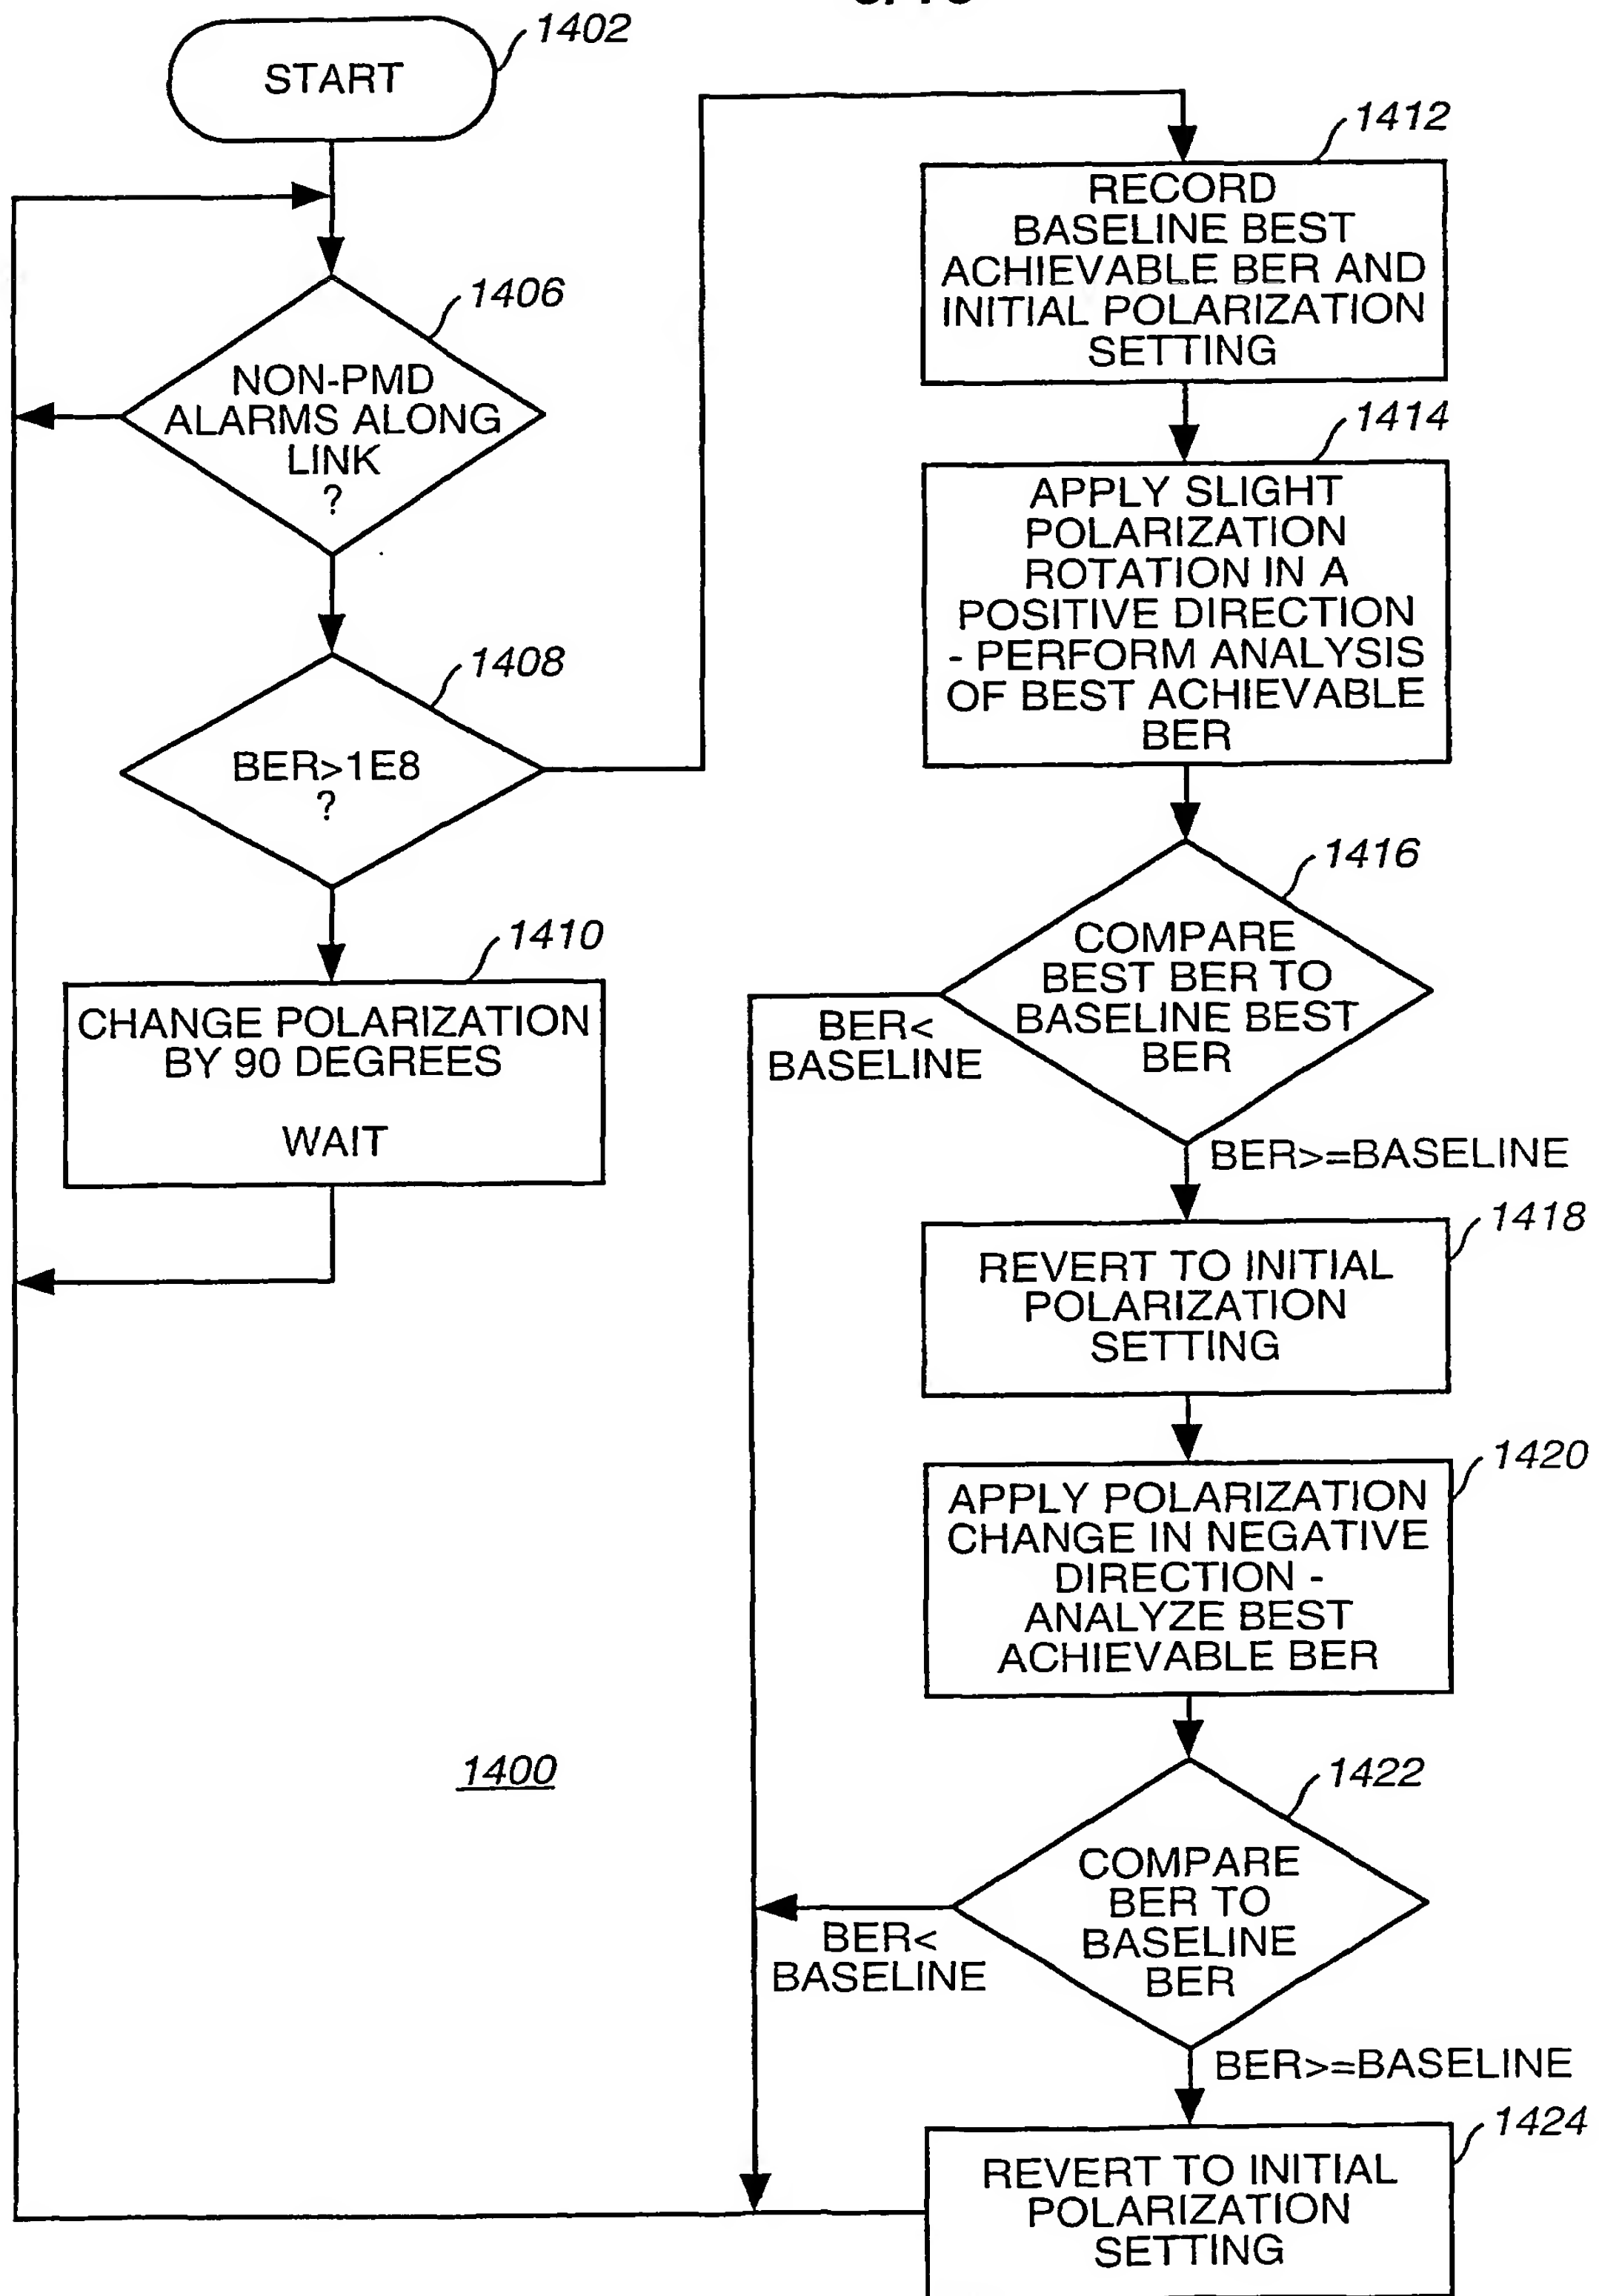 1402
START
1406
NON-PMD
ALARMS ALONG
LINK
?
1408
BER>1E8
?
1410
CHANGE POLARIZATION
BY 90 DEGREES
WAIT
1412
RECORD
BASELINE BEST
ACHIEVABLE BER AND
INITIAL POLARIZATION
SETTING
1414
APPLY SLIGHT
POLARIZATION
ROTATION IN A
POSITIVE DIRECTION
- PERFORM ANALYSIS
OF BEST ACHIEVABLE
BER
1416
COMPARE
BEST BER TO
BASELINE BEST
BER
BER<
BASELINE
BER>=BASELINE
1418
REVERT TO INITIAL
POLARIZATION
SETTING
1420
APPLY POLARIZATION
CHANGE IN NEGATIVE
DIRECTION -
ANALYZE BEST
ACHIEVABLE BER
1400
1422
COMPARE
BER TO
BASELINE
BER
BER<
BASELINE
BER>=BASELINE
1424
REVERT TO INITIAL
POLARIZATION
SETTING